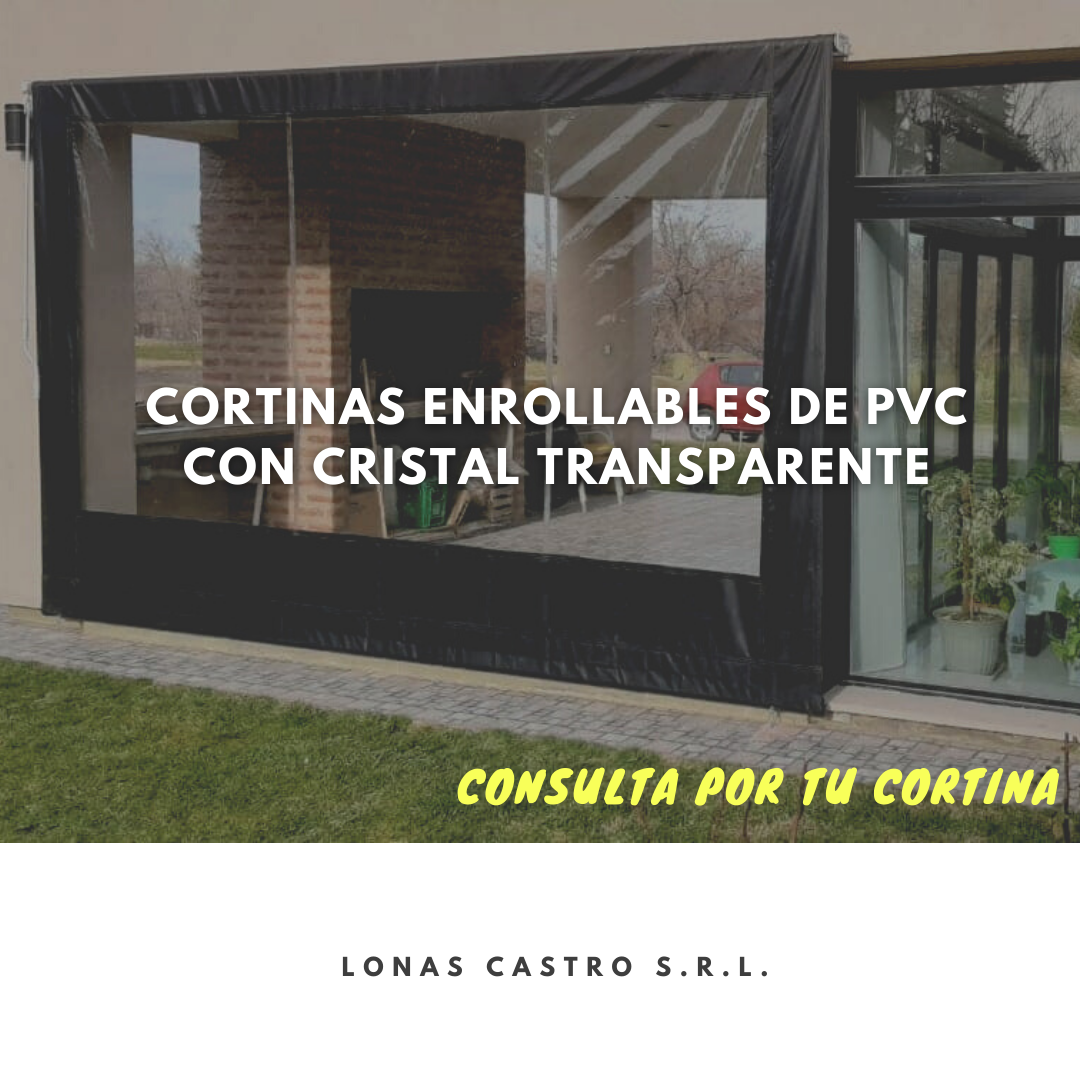 CORTINAS ENROLLABLES DE PVC
CON CRISTAL TRANSPARENTE
CONSULTA POR TU CORTINA
LONAS CASTRO S.R.L.